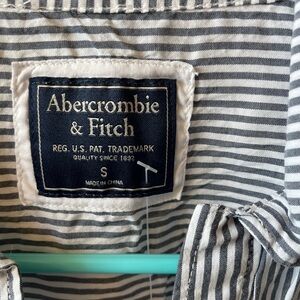 Abercrombie
& Fitch
REG. U.S. PAT. TRADEMARK
QUALITY SINCE 1892
S
MADE IN CHINA